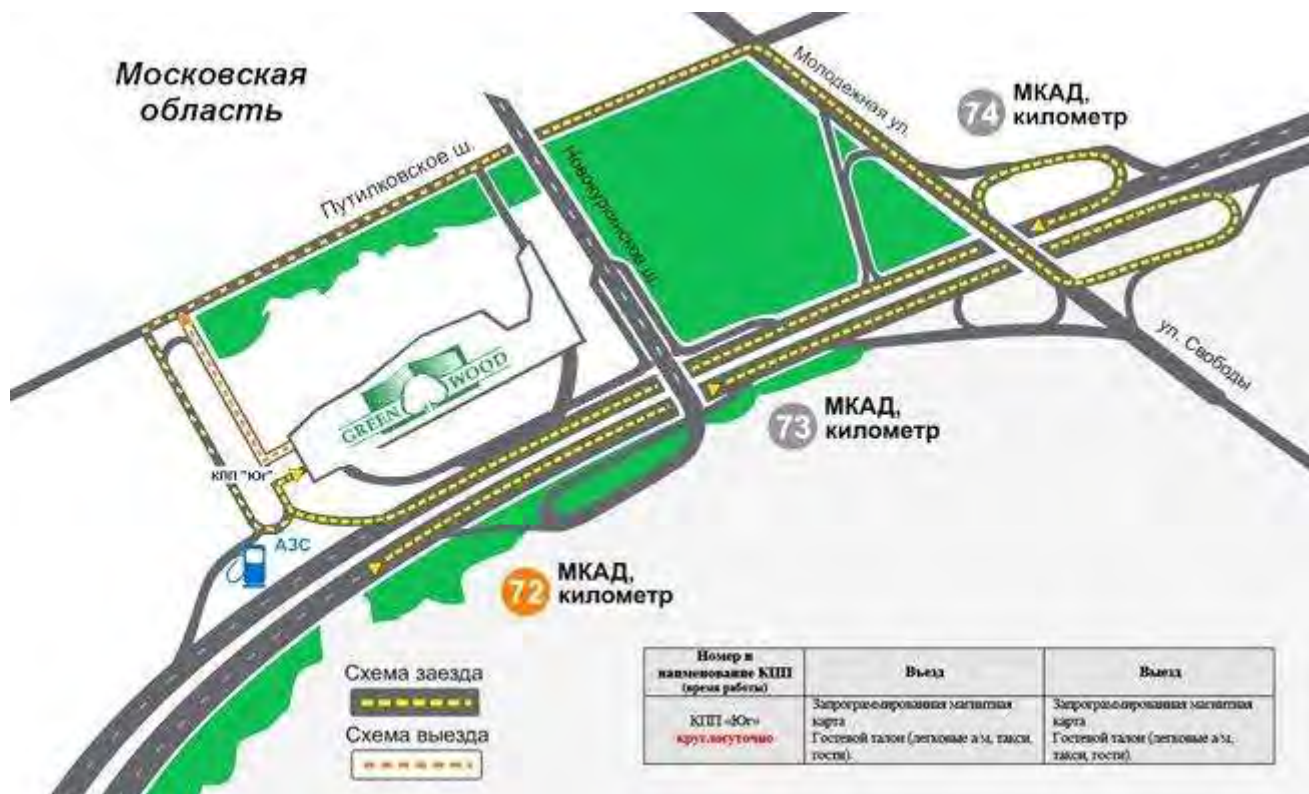 Московская
область
Молодежная ул.
74
МКАД,
километр
Путилковское ш.
Новокуркинское ш.
GREEN WOOD
ул. Свободы
73
МКАД,
километр
КПП "Юг"
АЗС
72
МКАД,
километр
Схема заезда
Схема выезда
Номер и
наименование КПП
(время работы)
Въезд
Выезд
КПП «Юг»
круглосуточно
Запрограммированная магнитная
карта
Гостевой талон (легковые а/м, такси,
гости).
Запрограммированная магнитная
карта
Гостевой талон (легковые а/м,
такси, гости).